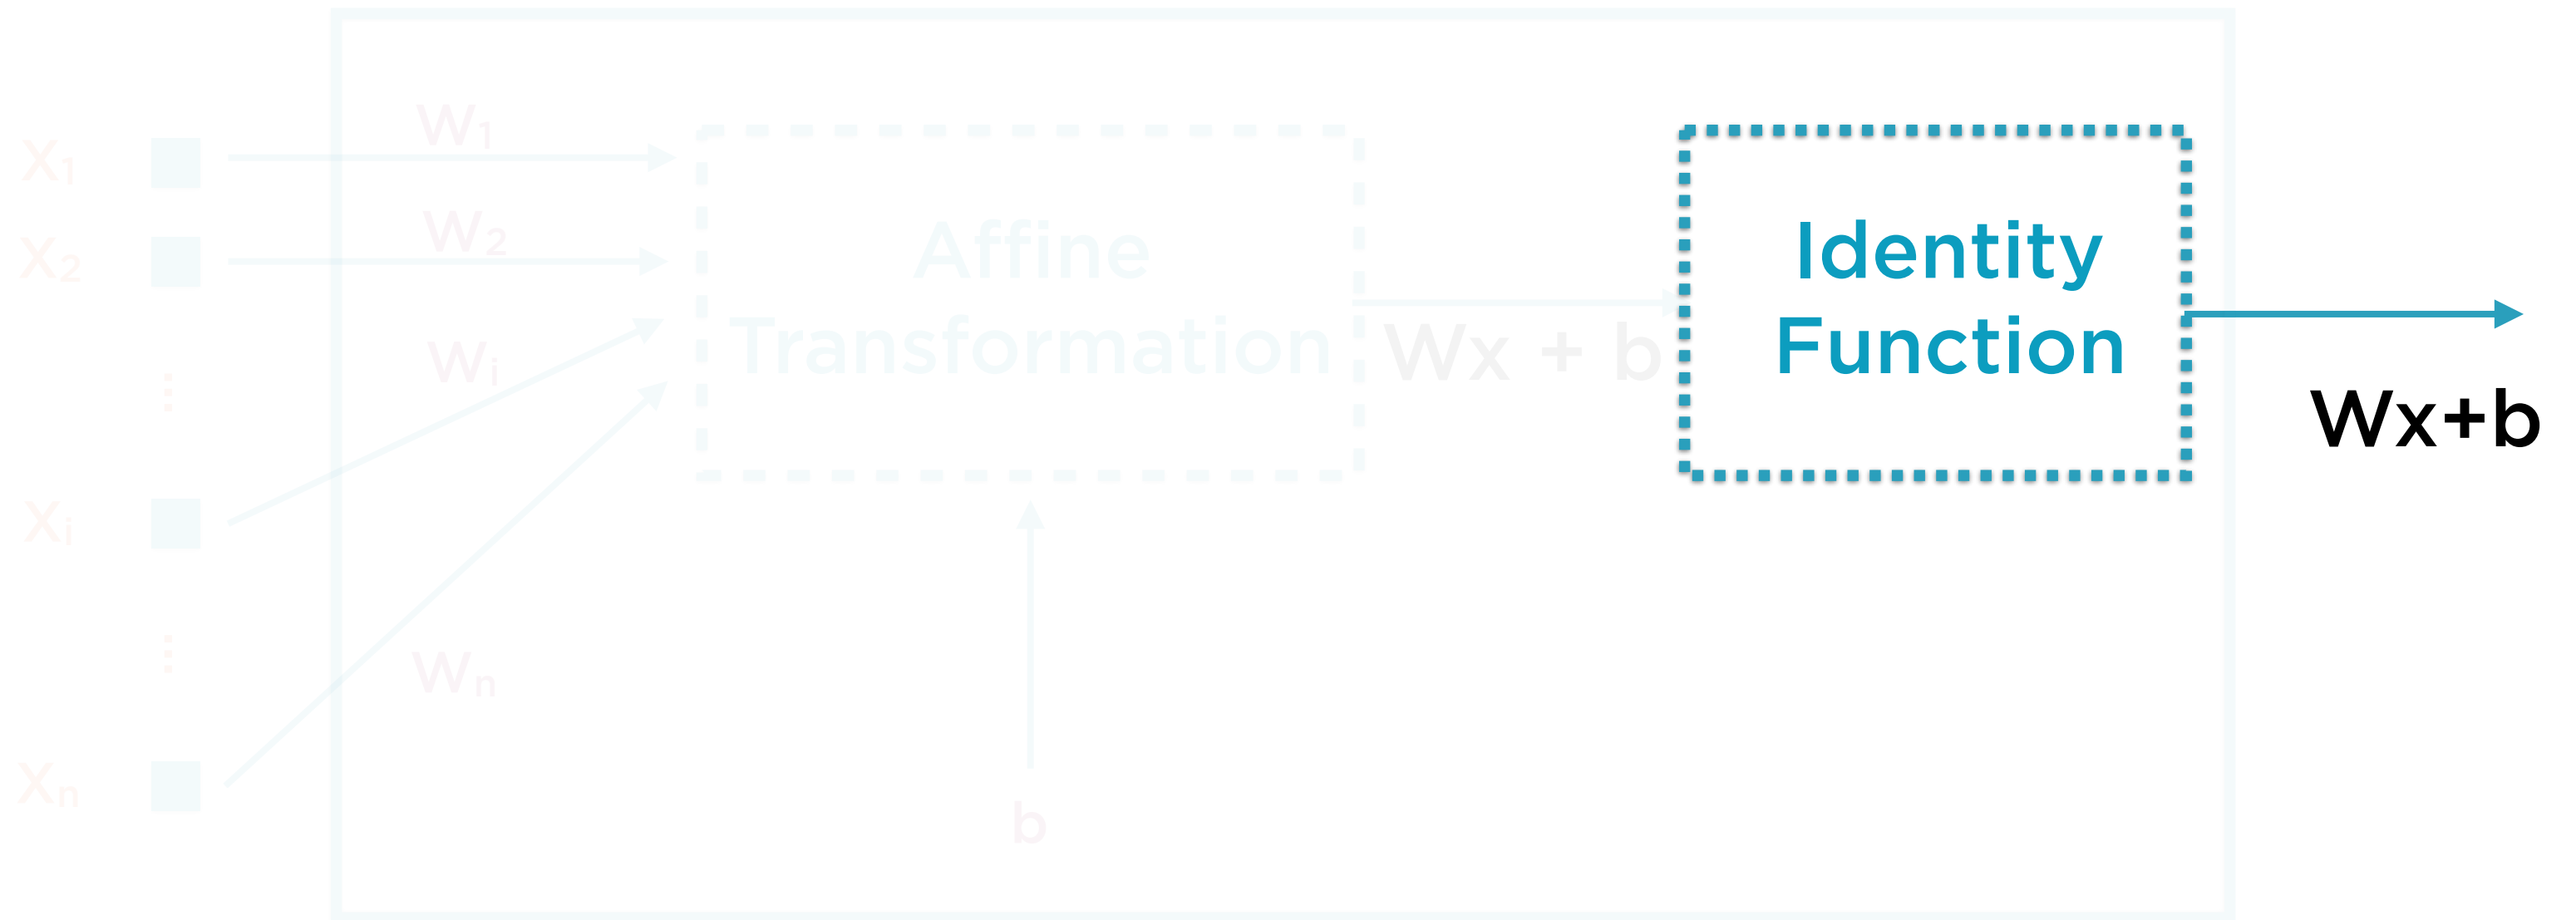 W₁
X₁
W₂
X₂
Affine
Transformation
Wᵢ
⋮
Wx + b
Identity
Function
Wx+b
Xᵢ
⋮
Wₙ
Xₙ
b